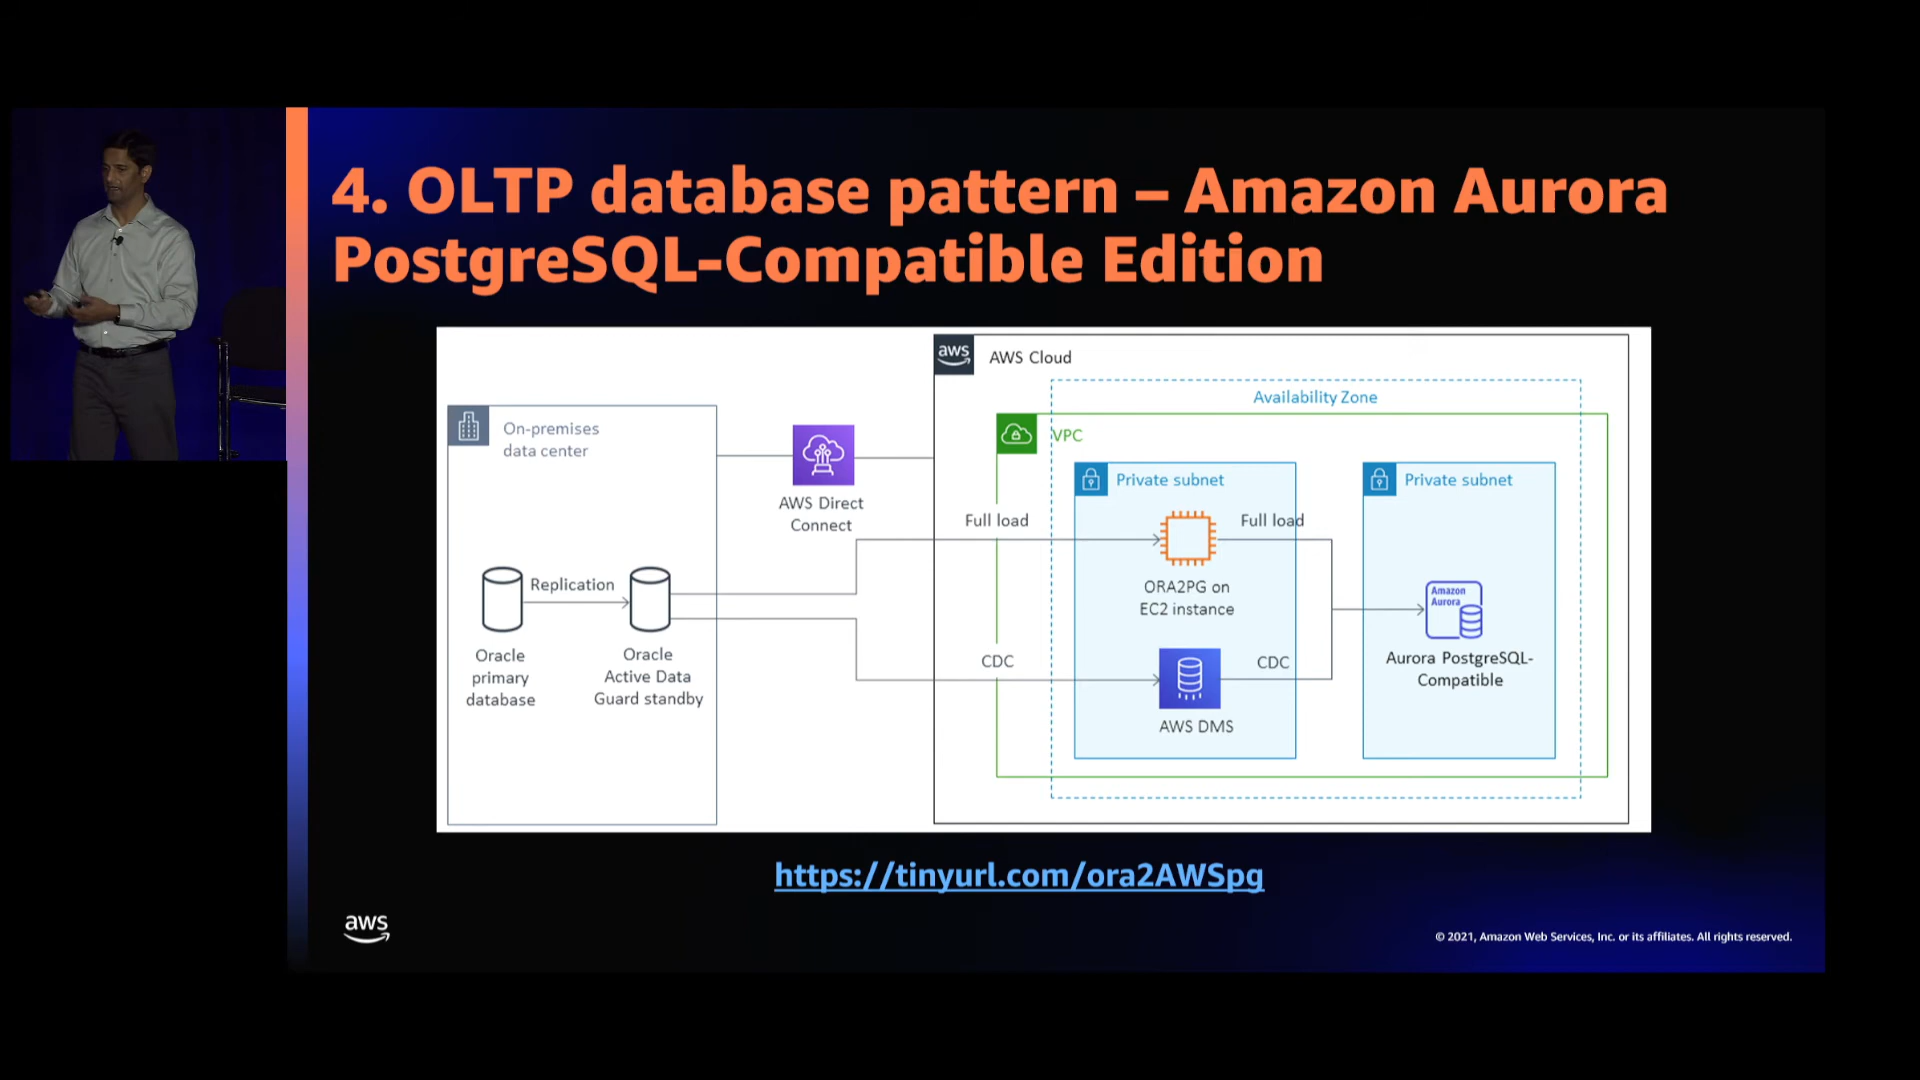 4. OLTP database pattern – Amazon Aurora
PostgreSQL-Compatible Edition
aws
AWS Cloud
Availability Zone
On-premises
data center
VPC
Private subnet
Private subnet
AWS Direct
Connect
Full load
Full load
Replication
ORA2PG on
EC2 instance
Amazon
Aurora
Oracle
primary
database
Oracle
Active Data
Guard standby
CDC
CDC
Aurora PostgreSQL-
Compatible
AWS DMS
https://tinyurl.com/ora2AWSpg
aws
© 2021, Amazon Web Services, Inc. or its affiliates. All rights reserved.